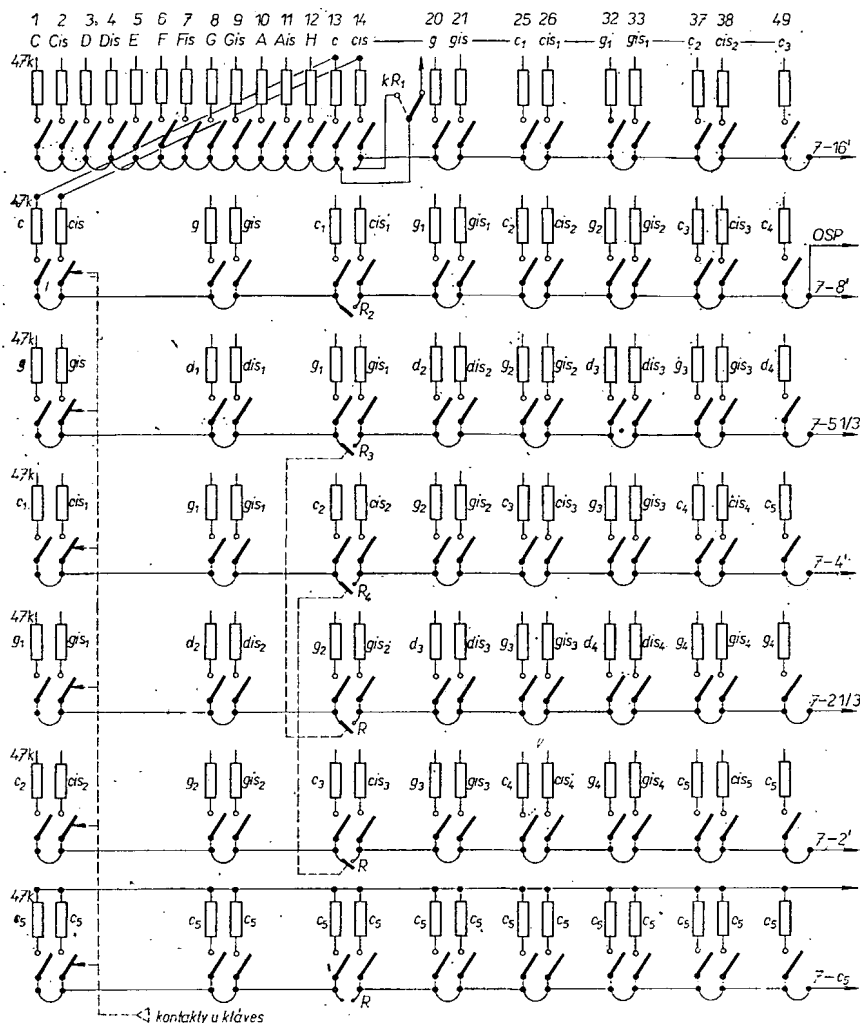 1 2 3 4 5 6 7 8 9 10 11 12 13 14 20 21 25 26 32 33 37 38 49
C Cis D Dis E F Fis G Gis A Ais H c cis g gis c1 cis1 g1 gis1 c2 cis2 c3
47k kR1
7-16'
47k
c cis g gis c1 cis1 g1 gis1 c2 cis2 g2 gis2 c3 cis3 c4
OSP
R2 7-8'
47k
g gis d1 dis1 g1 gis1 d2 dis2 g2 gis2 d3 dis3 g3 gis3 d4
7-5 1/3
R3
47k
c1 cis1 g1 gis1 c2 cis2 g2 gis2 c3 cis3 g3 gis3 c4 cis4 c5
7-4'
R4
47k
g1 gis1 d2 dis2 g2 gis2 d3 dis3 g3 gis3 d4 dis4 g4 gis4 g4
7-2 1/3
R
47k
c2 cis2 g2 gis2 c3 cis3 g3 gis3 c4 cis4 g4 gis4 c5 cis5 c5
7-2'
R
47k
c5 c5 c5 c5 c5 c5 c5 c5 c5 c5 c5 c5 c5 c5 c5
7-c5
R
kontakty u kláves